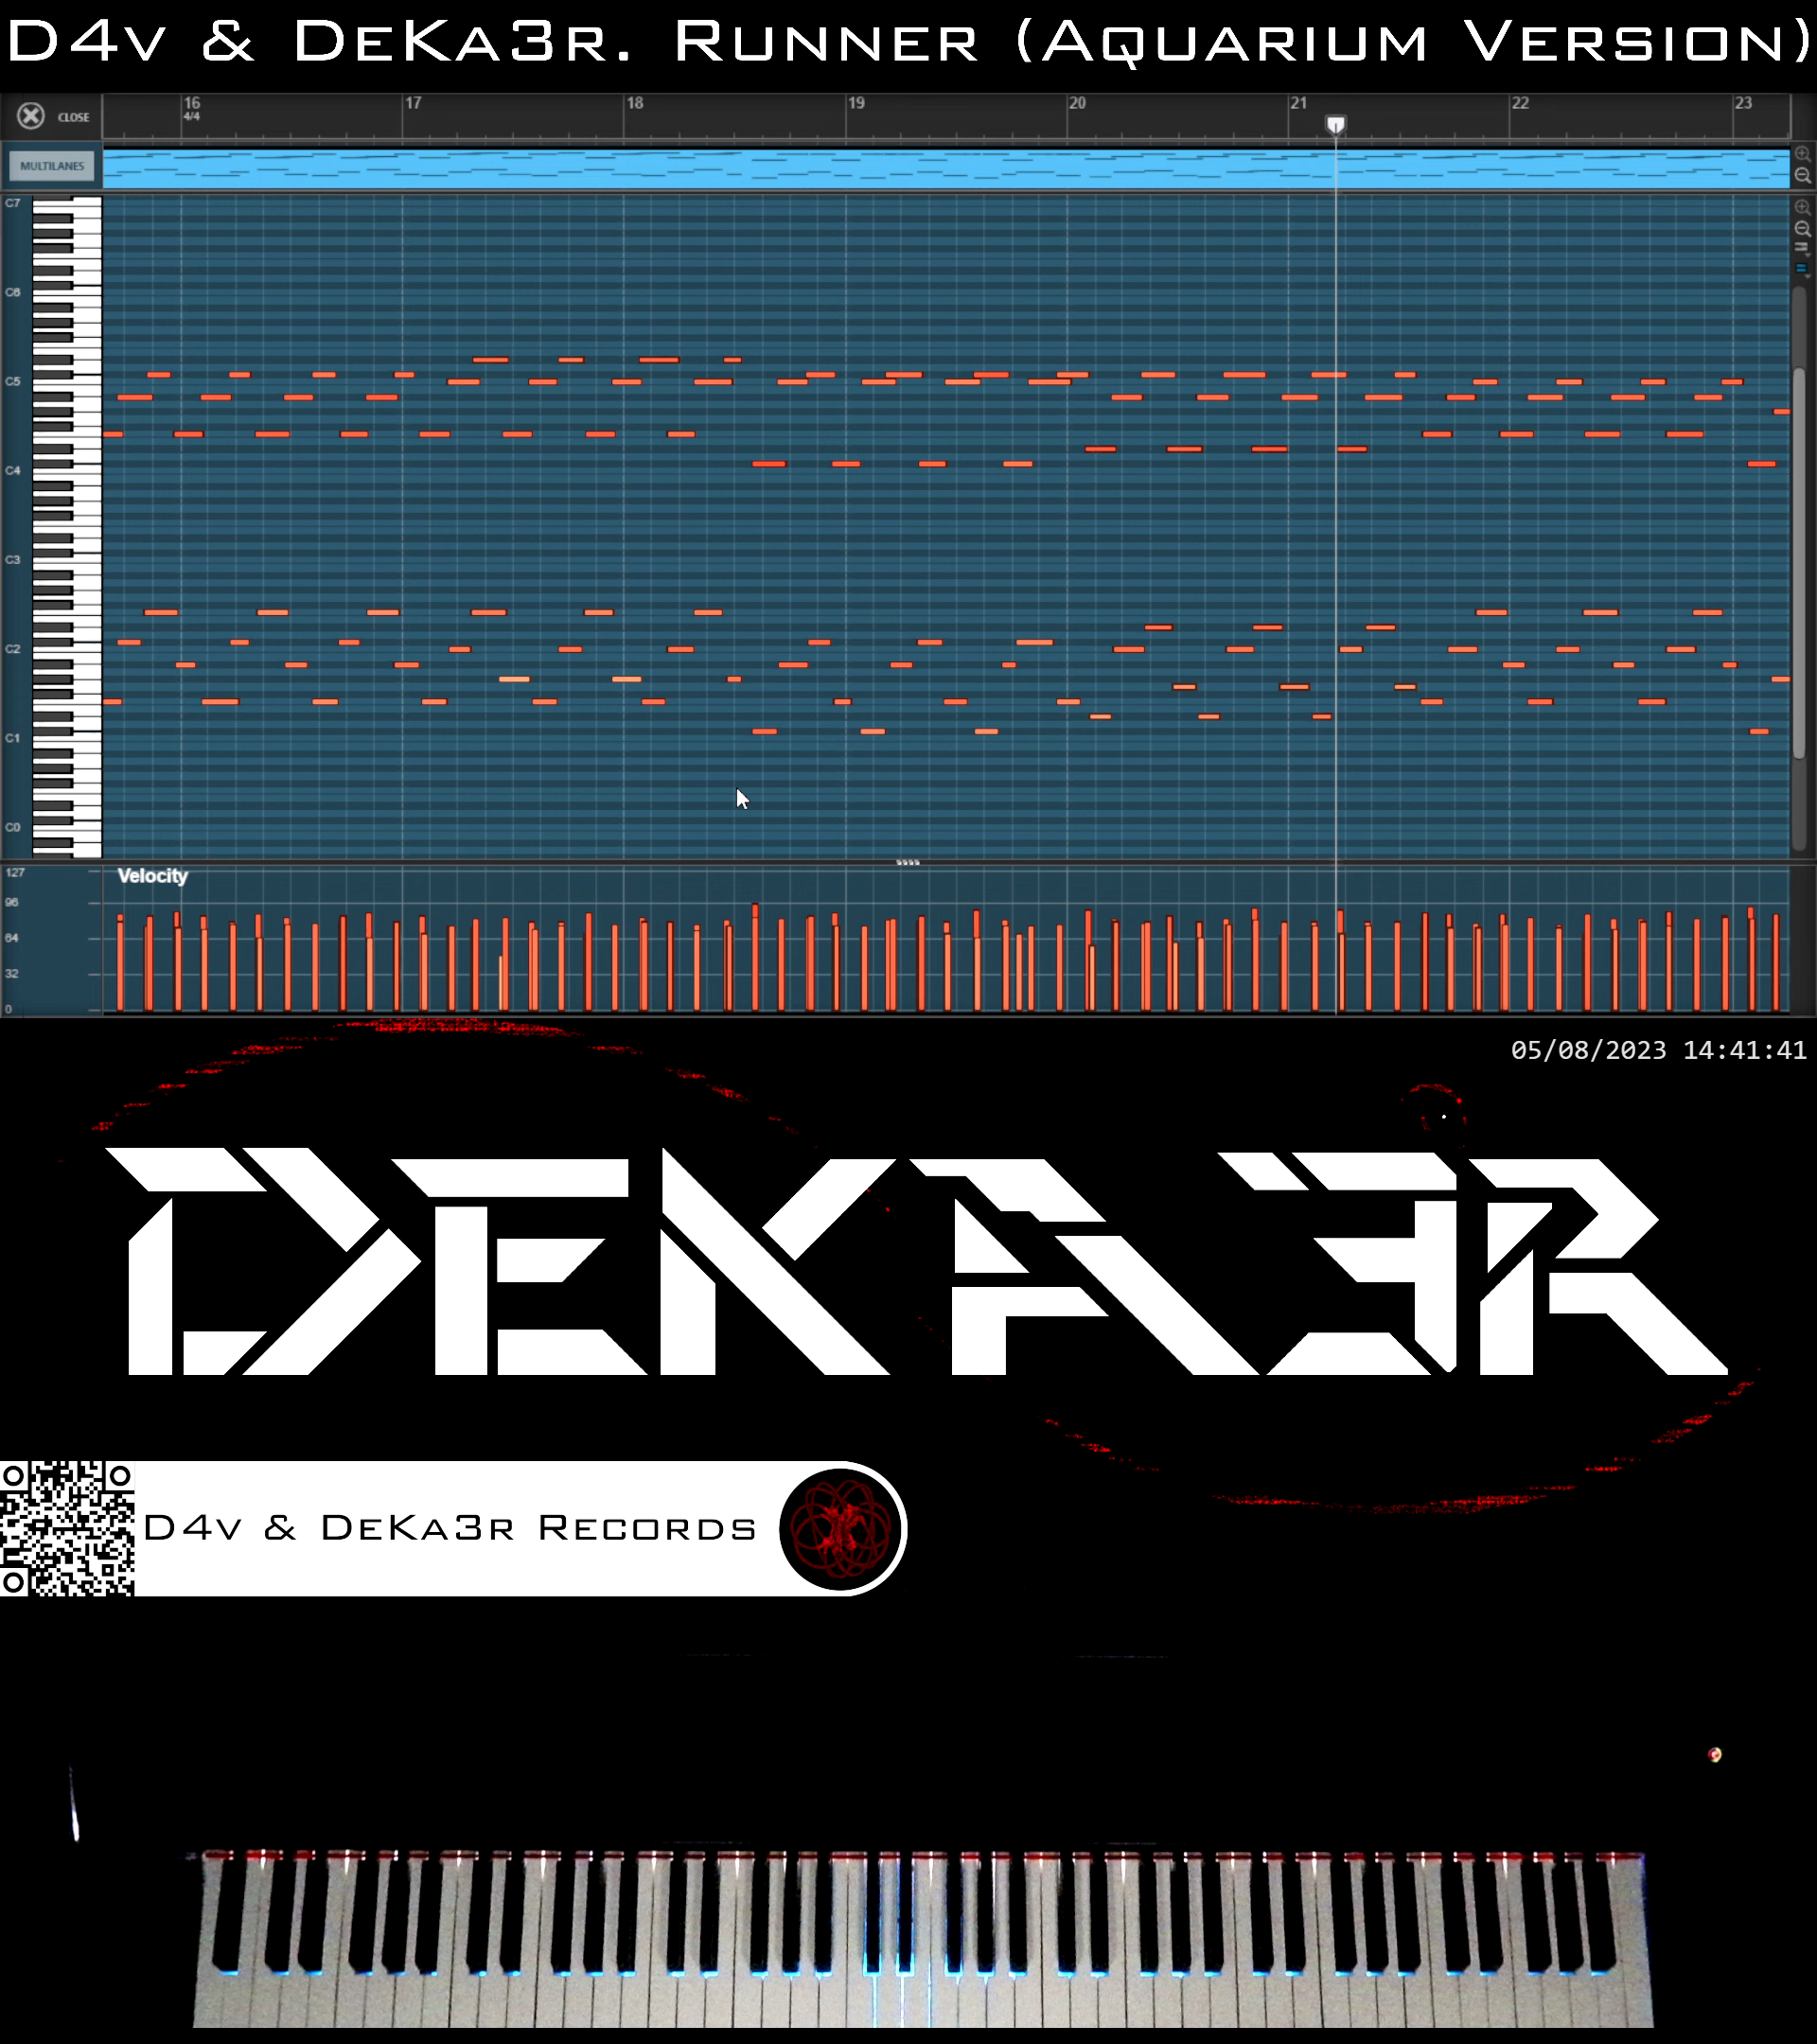 D4v & DeKa3r. Runner (Aquarium Version)
CLOSE
16 17 18 19 20 21 22 23
4/4
MULTILANES
C7
C6
C5
C4
C3
C2
C1
C0
127
Velocity
96
64
32
0
05/08/2023 14:41:41
DEKA3R
D4v & DeKa3r Records